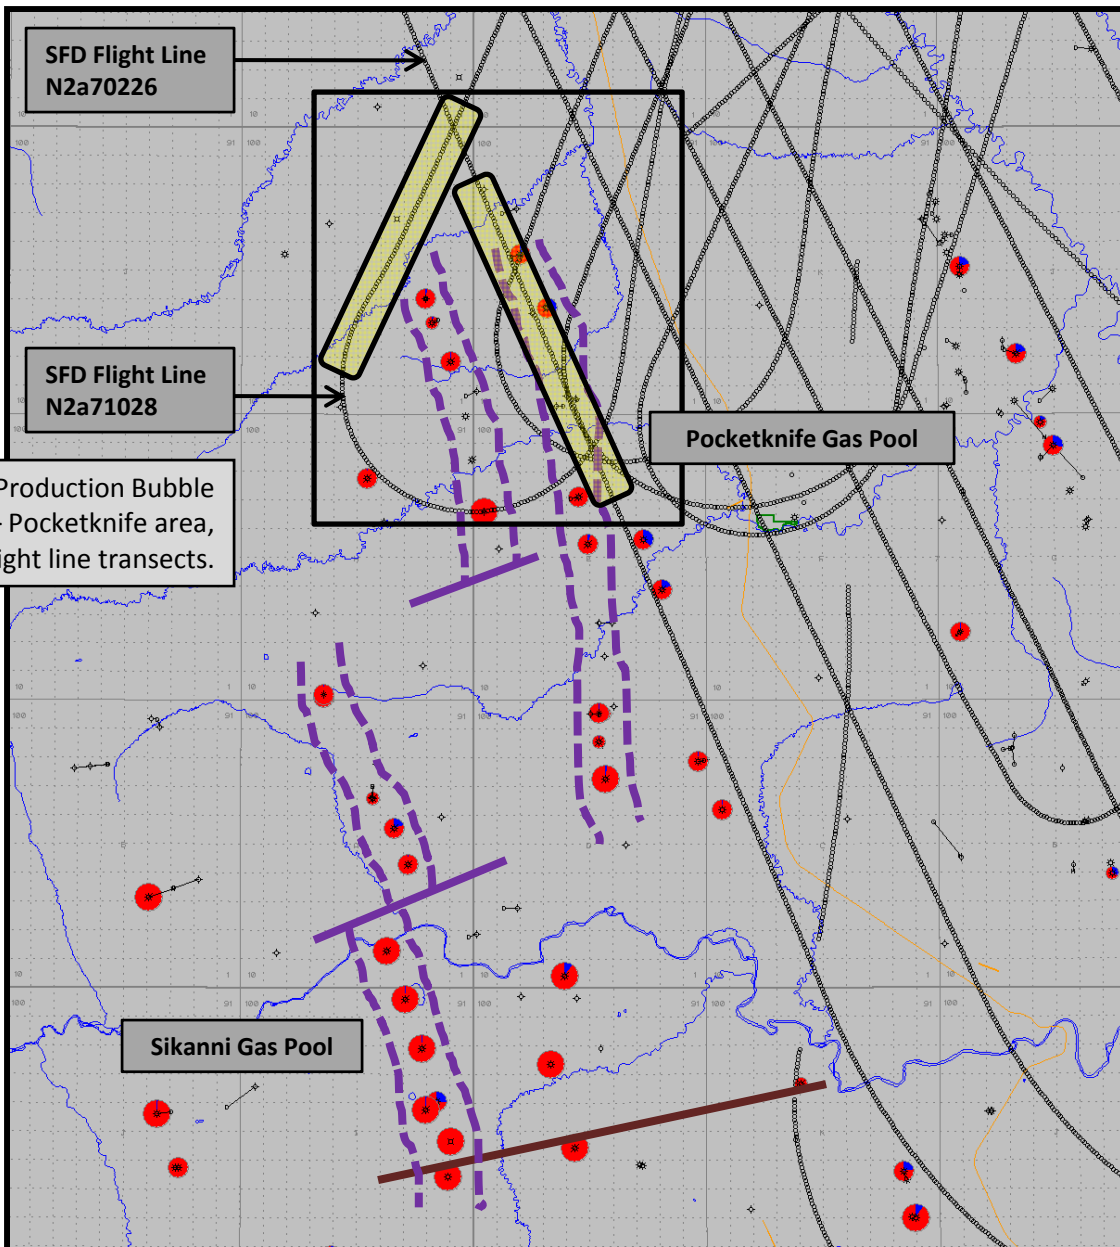 SFD Flight Line
N2a70226
SFD Flight Line
N2a71028
Pocketknife Gas Pool
Production Bubble
Pocketknife area,
ight line transects.
Sikanni Gas Pool